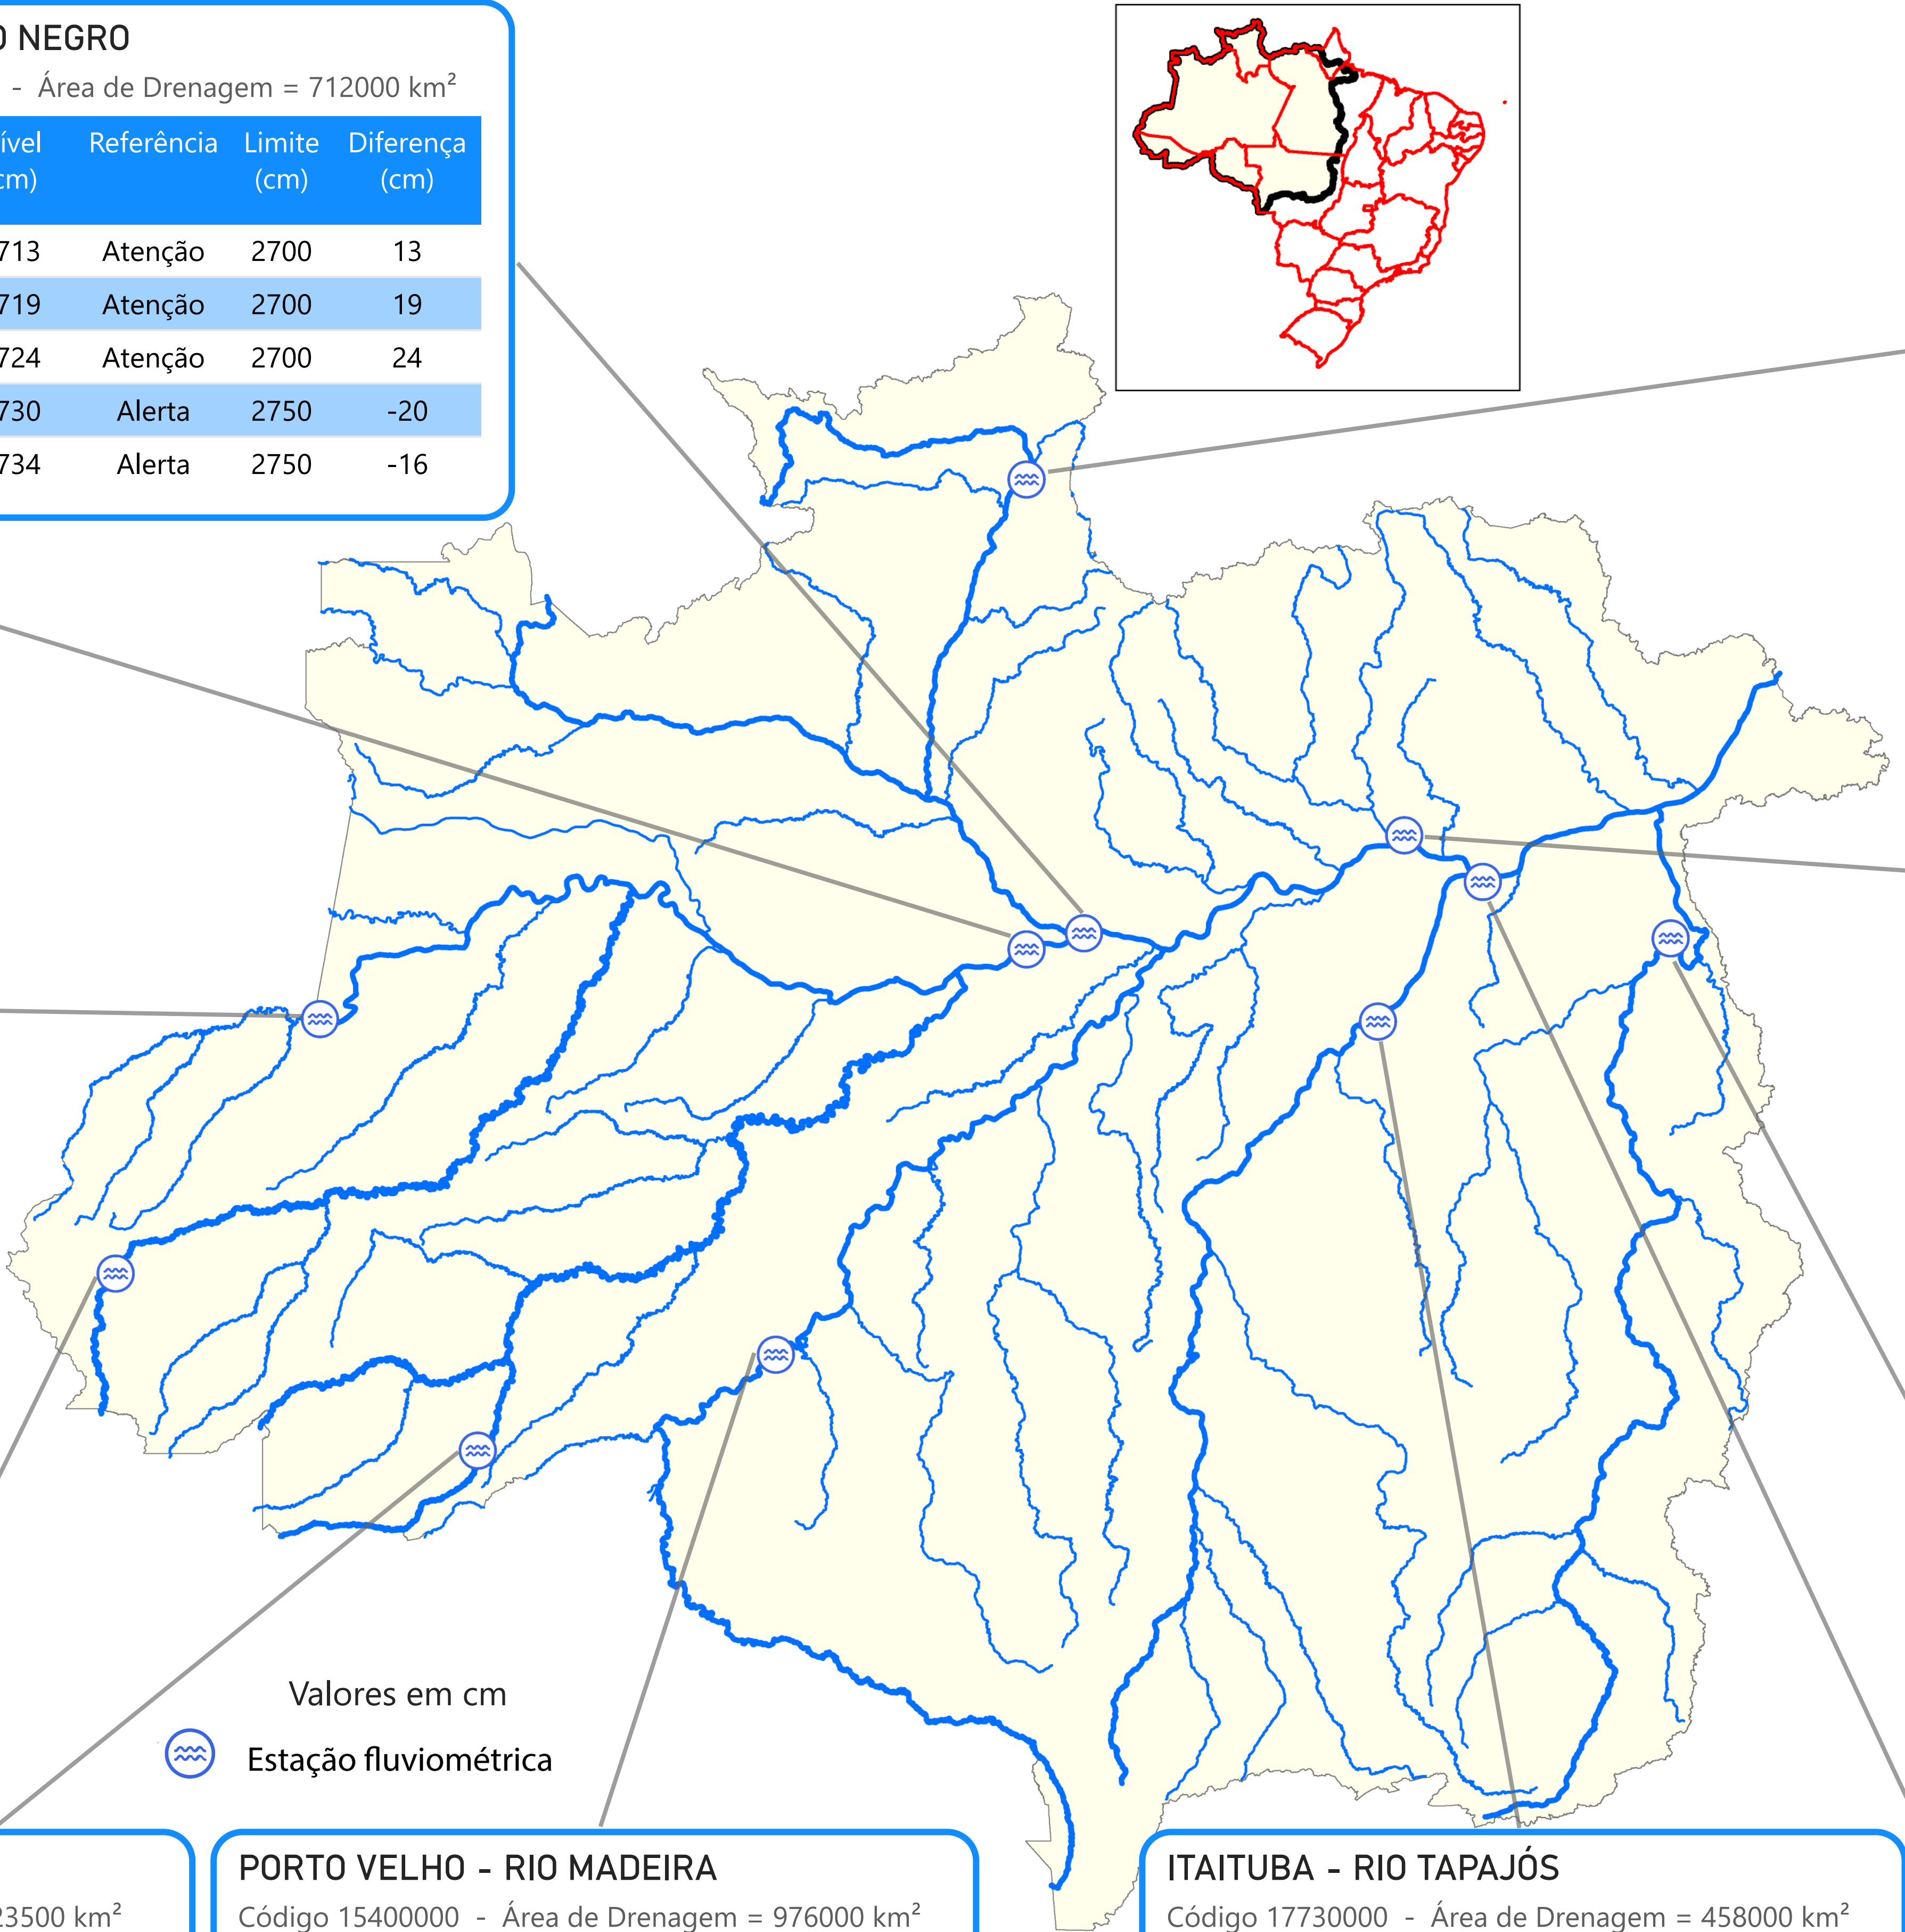 NEGRO
- Área de Drenagem = 712000 km²
Referência Limite Diferença
(cm) (cm)
713 Atenção 2700 13
719 Atenção 2700 19
724 Atenção 2700 24
730 Alerta 2750 -20
734 Alerta 2750 -16
Valores em cm
Estação fluviométrica
23500 km²
PORTO VELHO - RIO MADEIRA
Código 15400000 - Área de Drenagem = 976000 km²
ITAITUBA - RIO TAPAJÓS
Código 17730000 - Área de Drenagem = 458000 km²